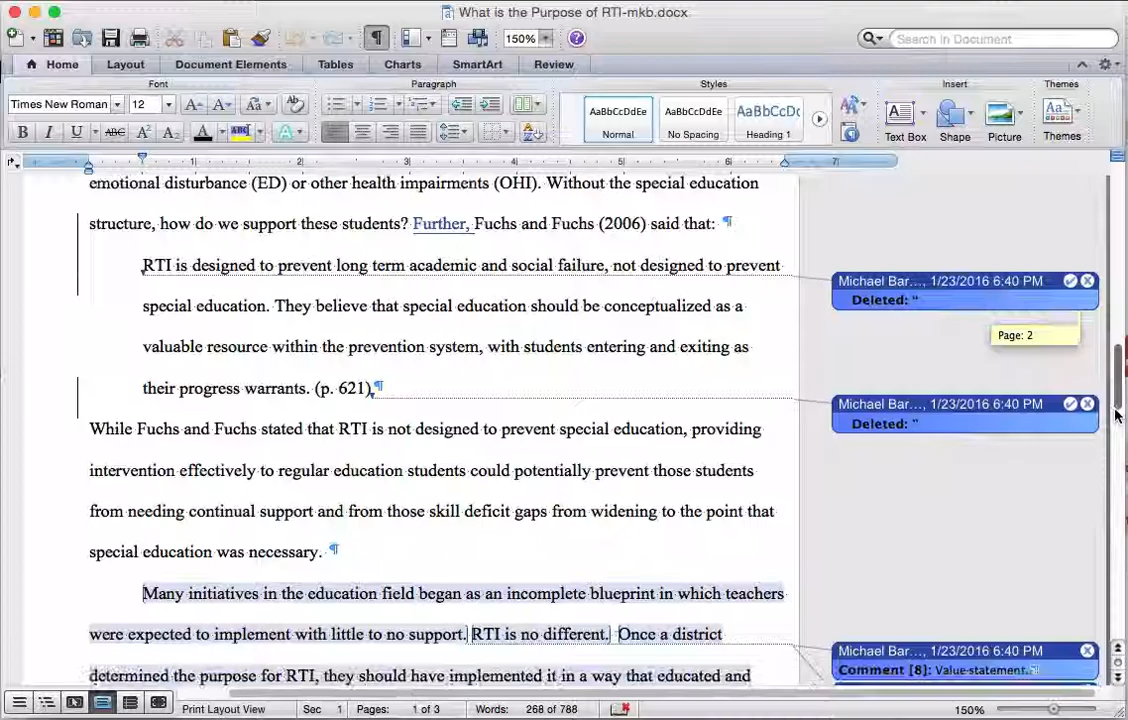 What is the Purpose of RTI-mkb.docx
150%
Search in Document
Home Layout Document Elements Tables Charts SmartArt Review
Font Paragraph Styles Insert Themes
Times New Roman 12
AaBbCcDdEe AaBbCcDdEe AaBbCcDc
Normal No Spacing Heading 1
Text Box Shape Picture Themes
1 2 3 4 5 6 7
emotional disturbance (ED) or other health impairments (OHI). Without the special education
structure, how do we support these students? Further, Fuchs and Fuchs (2006) said that: ¶
RTI is designed to prevent long term academic and social failure, not designed to prevent
special education. They believe that special education should be conceptualized as a
valuable resource within the prevention system, with students entering and exiting as
their progress warrants. (p. 621)¶
While Fuchs and Fuchs stated that RTI is not designed to prevent special education, providing
intervention effectively to regular education students could potentially prevent those students
from needing continual support and from those skill deficit gaps from widening to the point that
special education was necessary. ¶
Many initiatives in the education field began as an incomplete blueprint in which teachers
were expected to implement with little to no support. RTI is no different. Once a district
determined the purpose for RTI, they should have implemented it in a way that educated and
Michael Bar..., 1/23/2016 6:40 PM
Deleted: “
Page: 2
Michael Bar..., 1/23/2016 6:40 PM
Deleted: ”
Michael Bar..., 1/23/2016 6:40 PM
Comment [8]: Value statement. ¶
Print Layout View Sec 1 Pages: 1 of 3 Words: 268 of 788 150%